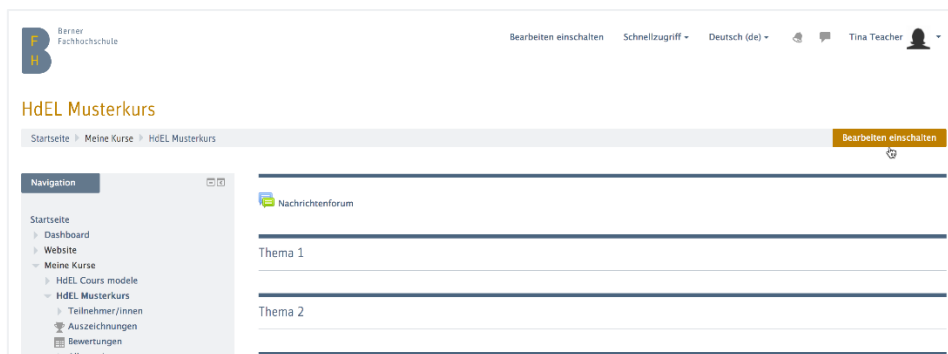 Berner
Fachhochschule
F
H
B
Bearbeiten einschalten Schnellzugriff Deutsch (de) Tina Teacher
HdEL Musterkurs
Startseite Meine Kurse HdEL Musterkurs Bearbeiten einschalten
Navigation
Nachrichtenforum
Startseite
Dashboard
Website
Thema 1
Meine Kurse
HdEL Cours modele
HdEL Musterkurs
Teilnehmer/innen
Thema 2
Auszeichnungen
Bewertungen